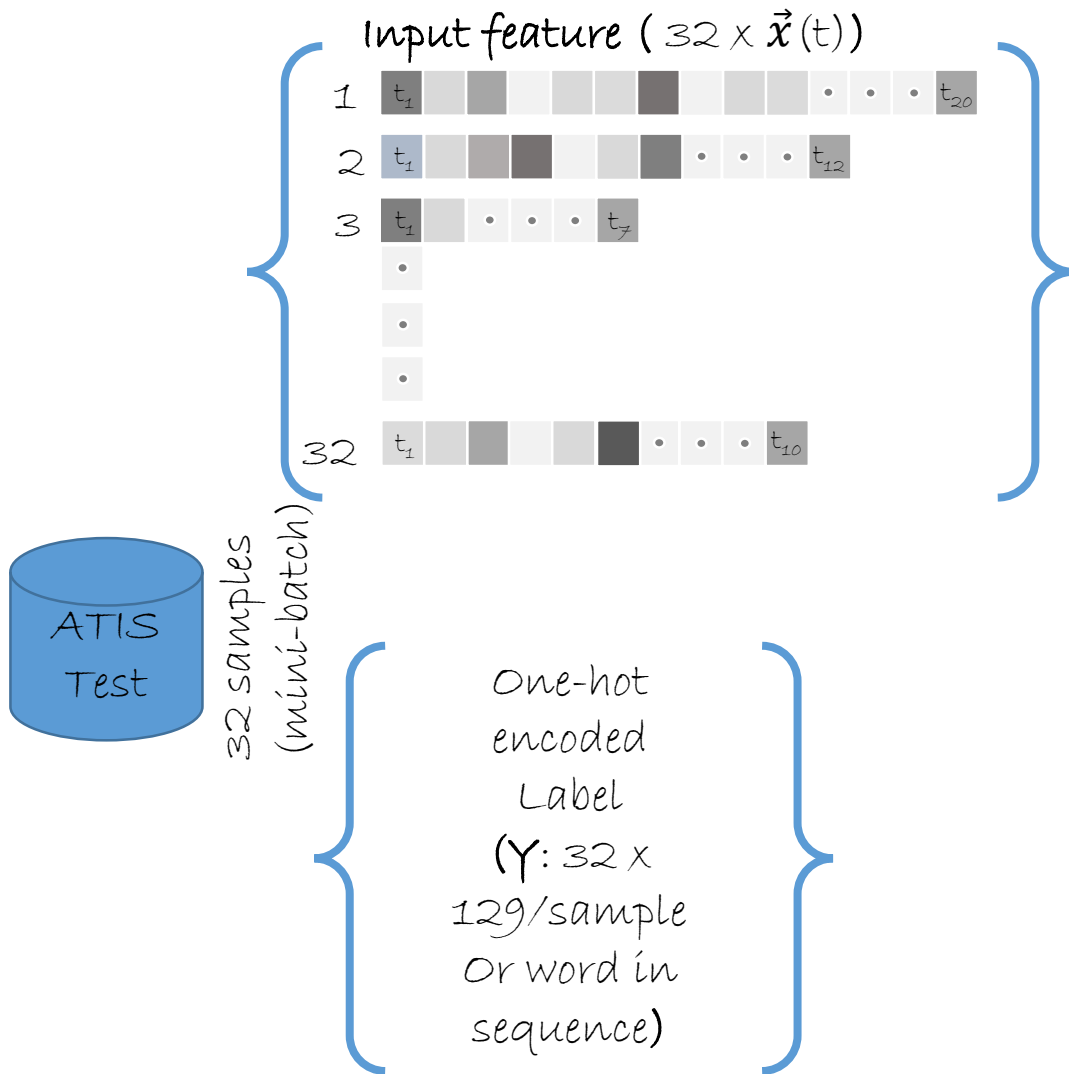 Input feature ( 32 x x⃗ (t) )
1 t₁ t₂₀
2 t₁ t₁₂
3 t₁ t₇
32 t₁ t₁₀
ATIS
Test
32 samples
(mini-batch)
One-hot
encoded
Label
(Y: 32 x
129/sample
Or word in
sequence)